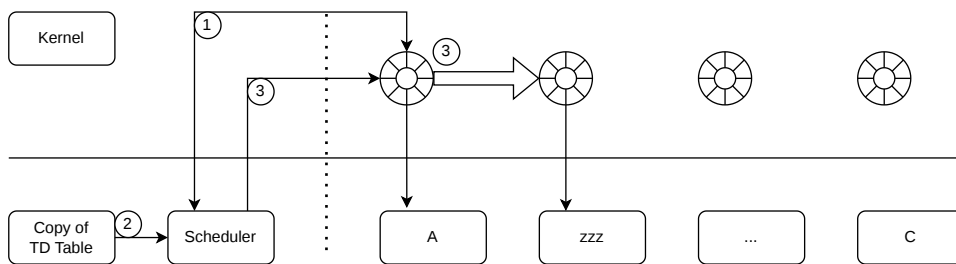 1
3
Kernel
3
2
Copy of
TD Table
Scheduler
A
zzz
...
C